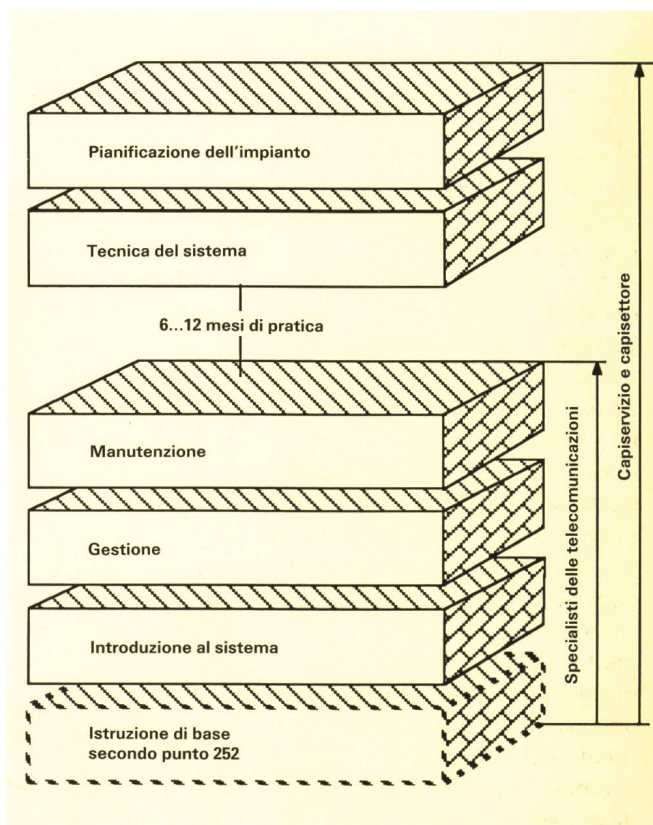 Pianificazione dell'impianto
Tecnica del sistema
6...12 mesi di pratica
Manutenzione
Gestione
Introduzione al sistema
Istruzione di base
secondo punto 252
Specialisti delle telecomunicazioni
Capiservizio e capisettore